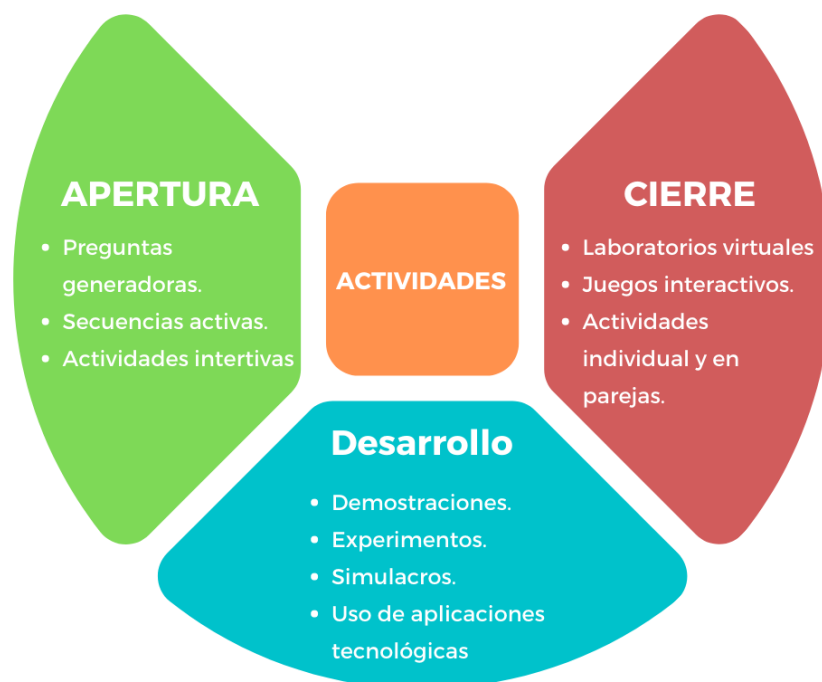 APERTURA
Preguntas
generadoras.
Secuencias activas.
Actividades intertivas
ACTIVIDADES
CIERRE
Laboratorios virtuales
Juegos interactivos.
Actividades
individual y en
parejas.
Desarrollo
Demostraciones.
Experimentos.
Simulacros.
Uso de aplicaciones
tecnológicas